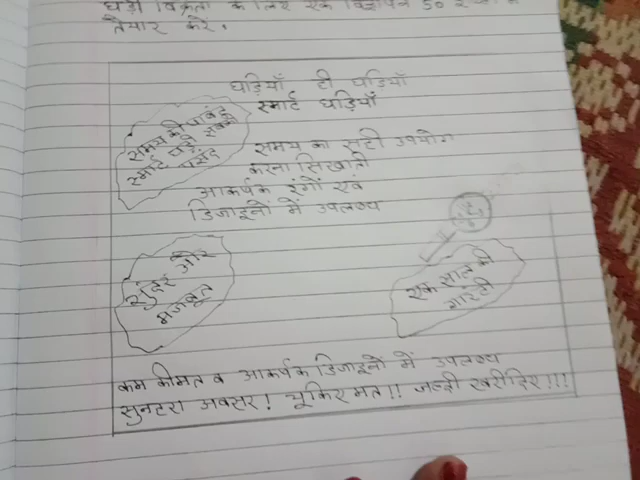 घड़ी विक्रेता के लिए एक विज्ञापन 50 शब्दों में
तैयार करें.
घड़ियाँ ही घड़ियाँ
स्मार्ट घड़ियाँ
समय की पाबंद
स्मार्ट घड़ी सबकी
पसंद
समय का सही उपयोग
करना सिखाती
आकर्षक रंगों एवं
डिजाइनों में उपलब्ध
सुंदर और
मजबूत
एक साल की
गारंटी
कम कीमत व आकर्षक डिजाइनों में उपलब्ध
सुनहरा अवसर! चूकिए मत!! जल्दी खरीदिए!!!